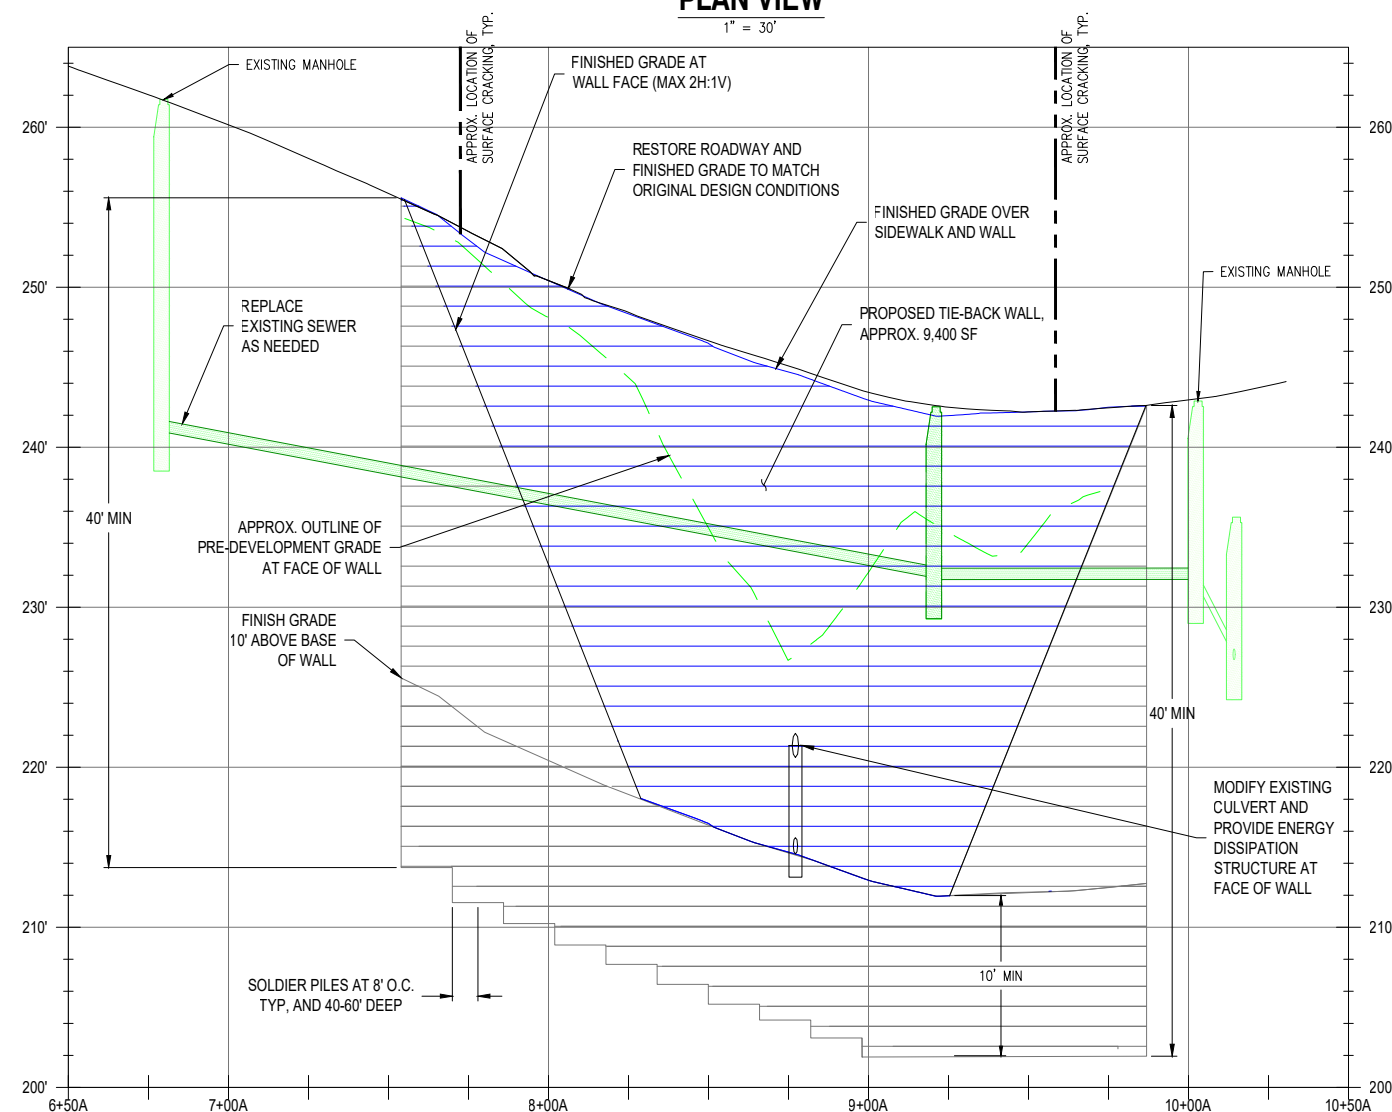 PLAN VIEW
1" = 30'
APPROX. LOCATION OF
SURFACE CRACKING, TYP.
APPROX. LOCATION OF
SURFACE CRACKING, TYP.
EXISTING MANHOLE
FINISHED GRADE AT
WALL FACE (MAX 2H:1V)
RESTORE ROADWAY AND
FINISHED GRADE TO MATCH
ORIGINAL DESIGN CONDITIONS
FINISHED GRADE OVER
SIDEWALK AND WALL
EXISTING MANHOLE
REPLACE
EXISTING SEWER
AS NEEDED
PROPOSED TIE-BACK WALL,
APPROX. 9,400 SF
40' MIN
APPROX. OUTLINE OF
PRE-DEVELOPMENT GRADE
AT FACE OF WALL
FINISH GRADE
10' ABOVE BASE
OF WALL
40' MIN
MODIFY EXISTING
CULVERT AND
PROVIDE ENERGY
DISSIPATION
STRUCTURE AT
FACE OF WALL
10' MIN
SOLDIER PILES AT 8' O.C.
TYP, AND 40-60' DEEP
260'
250'
240'
230'
220'
210'
200'
260
250
240
230
220
210
200
6+50A
7+00A
8+00A
9+00A
10+00A
10+50A